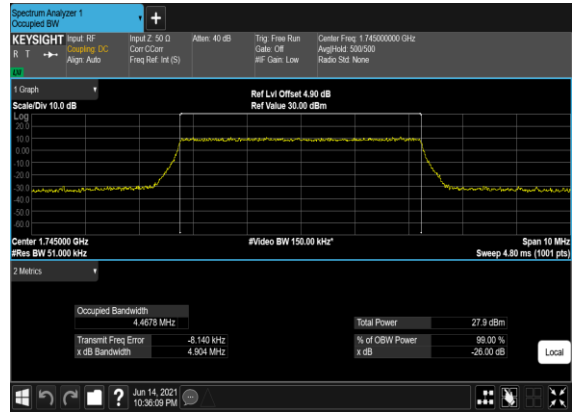 Spectrum Analyzer 1
Occupied BW
KEYSIGHT
R T
LW
Input: RF
Coupling: DC
Align: Auto
Input Z: 50 Ω
Corr CCorr
Freq Ref: Int (S)
Atten: 40 dB
Trig: Free Run
Gate: Off
#IF Gain: Low
Center Freq: 1.745000000 GHz
Avg|Hold: 500/500
Radio Std: None
1 Graph
Scale/Div 10.0 dB
Ref Lvl Offset 4.90 dB
Ref Value 30.00 dBm
Log
20.0
10.0
0.00
-10.0
-20.0
-30.0
-40.0
-50.0
-60.0
Center 1.745000 GHz
#Res BW 51.000 kHz
#Video BW 150.00 kHz*
Span 10 MHz
Sweep 4.80 ms (1001 pts)
2 Metrics
Occupied Bandwidth
4.4678 MHz
Total Power 27.9 dBm
Transmit Freq Error -8.140 kHz
% of OBW Power 99.00 %
x dB Bandwidth 4.904 MHz
x dB -26.00 dB
Local
Jun 14, 2021
10:36:09 PM